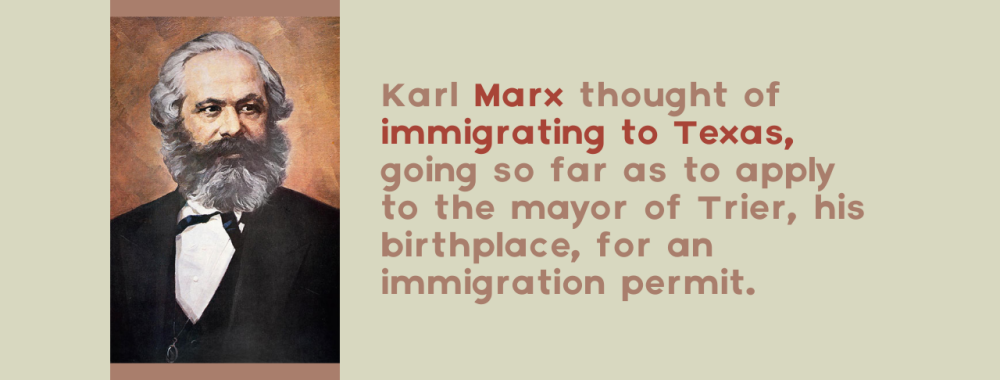 Karl Marx thought of
immigrating to Texas,
going so far as to apply
to the mayor of Trier, his
birthplace, for an
immigration permit.